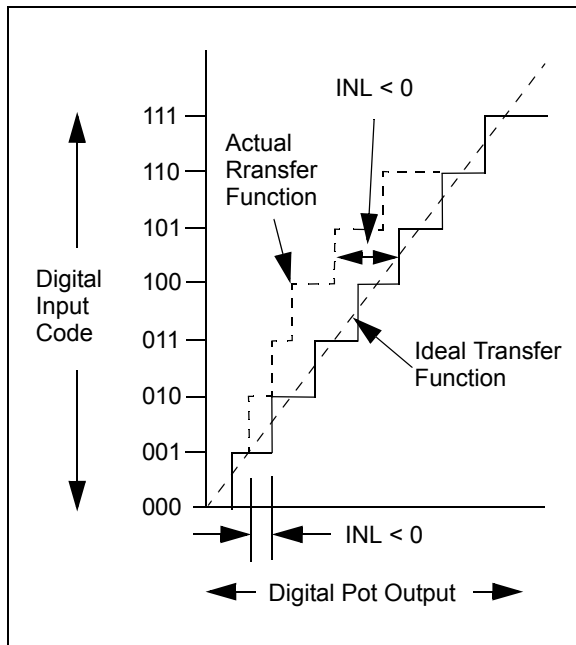 INL < 0
Actual
Rransfer
Function
111
110
101
100
011
010
001
000
Digital
Input
Code
Ideal Transfer
Function
INL < 0
Digital Pot Output